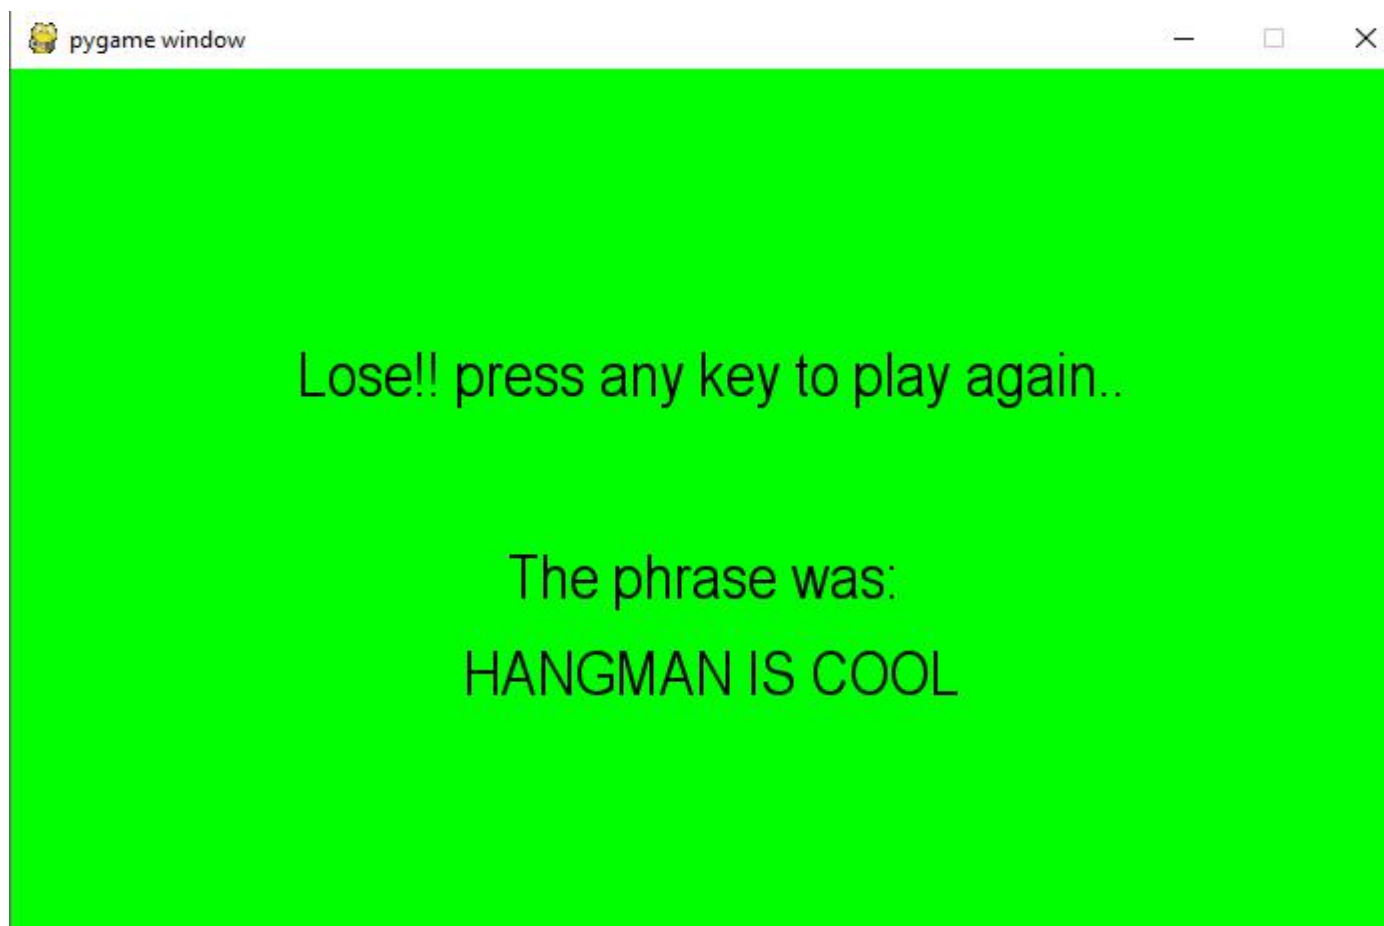 pygame window
Lose!! press any key to play again..
The phrase was:
HANGMAN IS COOL